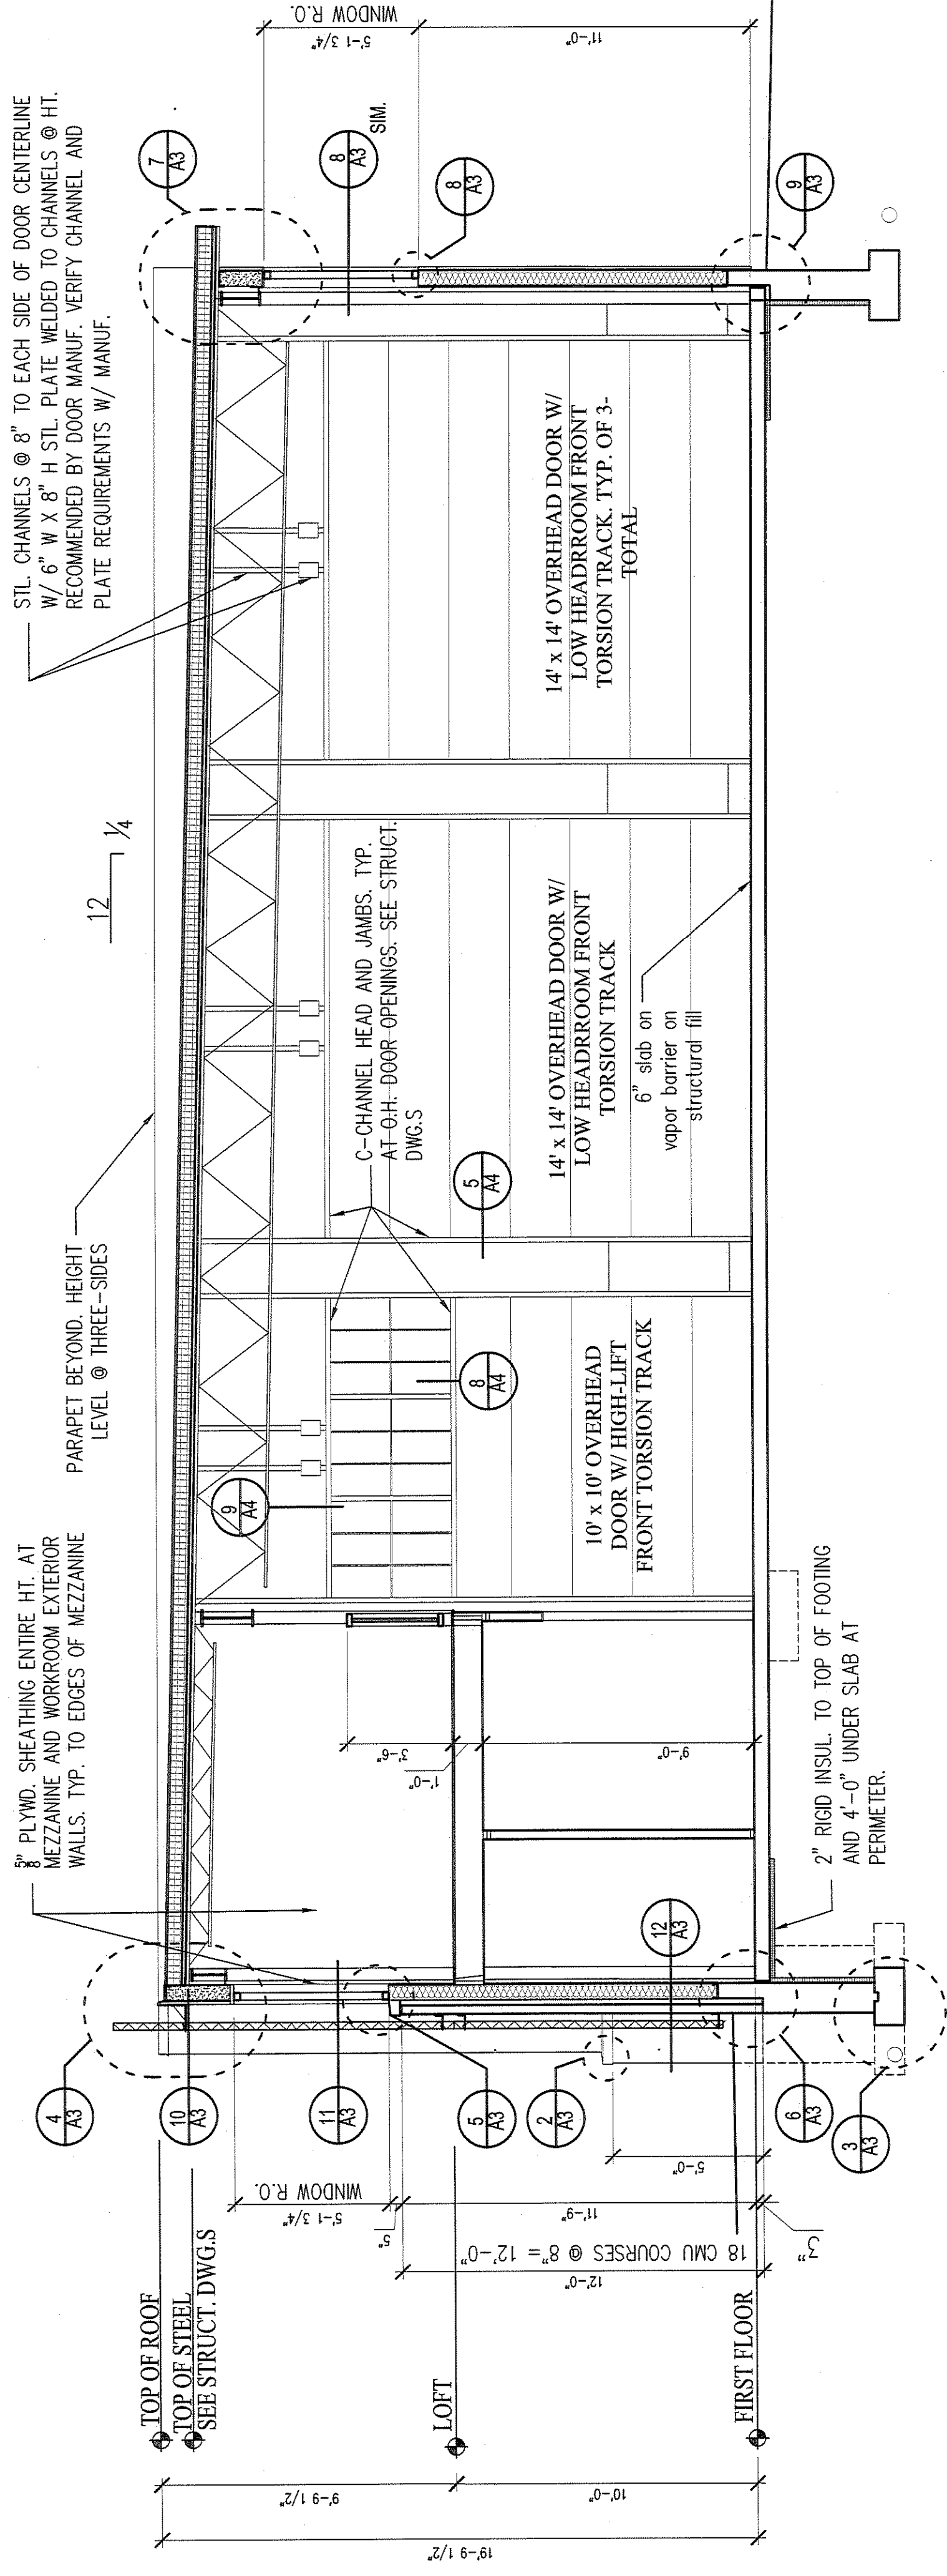 5/8" PLYWD. SHEATHING ENTIRE HT. AT
MEZZANINE AND WORKROOM EXTERIOR
WALLS. TYP. TO EDGES OF MEZZANINE
PARAPET BEYOND. HEIGHT
LEVEL @ THREE-SIDES
12
1/4
STL. CHANNELS @ 8" TO EACH SIDE OF DOOR CENTERLINE
W/ 6" W X 8" H STL. PLATE WELDED TO CHANNELS @ HT.
RECOMMENDED BY DOOR MANUF. VERIFY CHANNEL AND
PLATE REQUIREMENTS W/ MANUF.
4
A3
10
A3
11
A3
5
A3
2
A3
12
A3
6
A3
3
A3
9
A4
8
A4
5
A4
7
A3
8
A3
SIM.
8
A3
9
A3
C-CHANNEL HEAD AND JAMBS. TYP.
AT O.H. DOOR OPENINGS. SEE STRUCT.
DWG.S
10' x 10' OVERHEAD
DOOR W/ HIGH-LIFT
FRONT TORSION TRACK
14' x 14' OVERHEAD DOOR W/
LOW HEADRROOM FRONT
TORSION TRACK
14' x 14' OVERHEAD DOOR W/
LOW HEADRROOM FRONT
TORSION TRACK. TYP. OF 3-
TOTAL
6" slab on
vapor barrier on
structural fill
2" RIGID INSUL. TO TOP OF FOOTING
AND 4'-0" UNDER SLAB AT
PERIMETER.
TOP OF ROOF
TOP OF STEEL
SEE STRUCT. DWG.S
LOFT
FIRST FLOOR
19'-9 1/2"
9'-9 1/2"
10'-0"
12'-0"
18 CMU COURSES @ 8"= 12'-0"
11'-9"
5"
5'-1 3/4"
WINDOW R.O.
5'-0"
3"
3'-6"
1'-0"
9'-0"
5'-1 3/4"
WINDOW R.O.
11'-0"